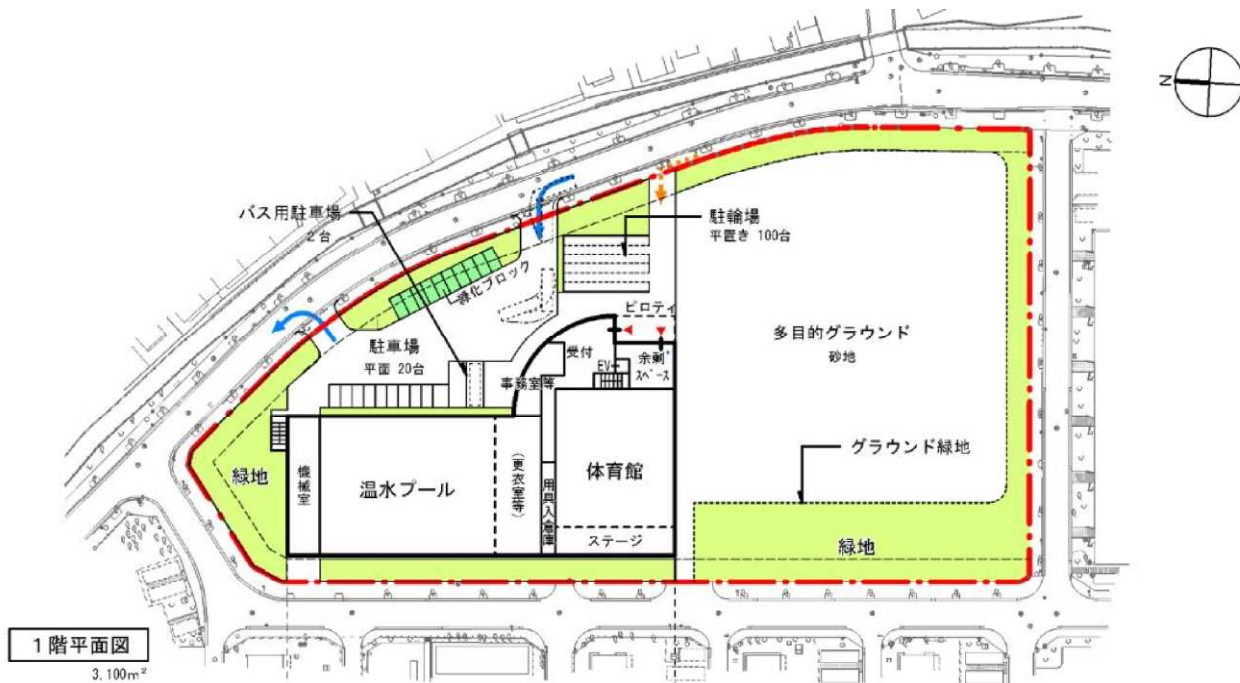 N
バス用駐車場
2台
駐輪場
平置き 100台
緑化ブロック
ピロティ
多目的グラウンド
砂地
駐車場
平面 20台
受付
EV
余剰
スペース
事務室等
グラウンド緑地
緑地
機械室
温水プール
(更衣室等)
用具入倉庫
体育館
ステージ
緑地
1階平面図
3,100m²